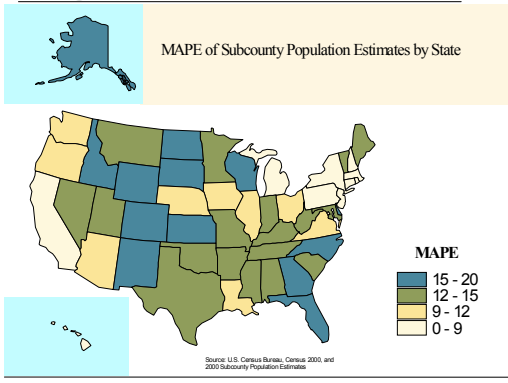 MAPE of Subcounty Population Estimates by State
MAPE
15 - 20
12 - 15
9 - 12
0 - 9
Source: U.S. Census Bureau, Census 2000, and
2000 Subcounty Population Estimates